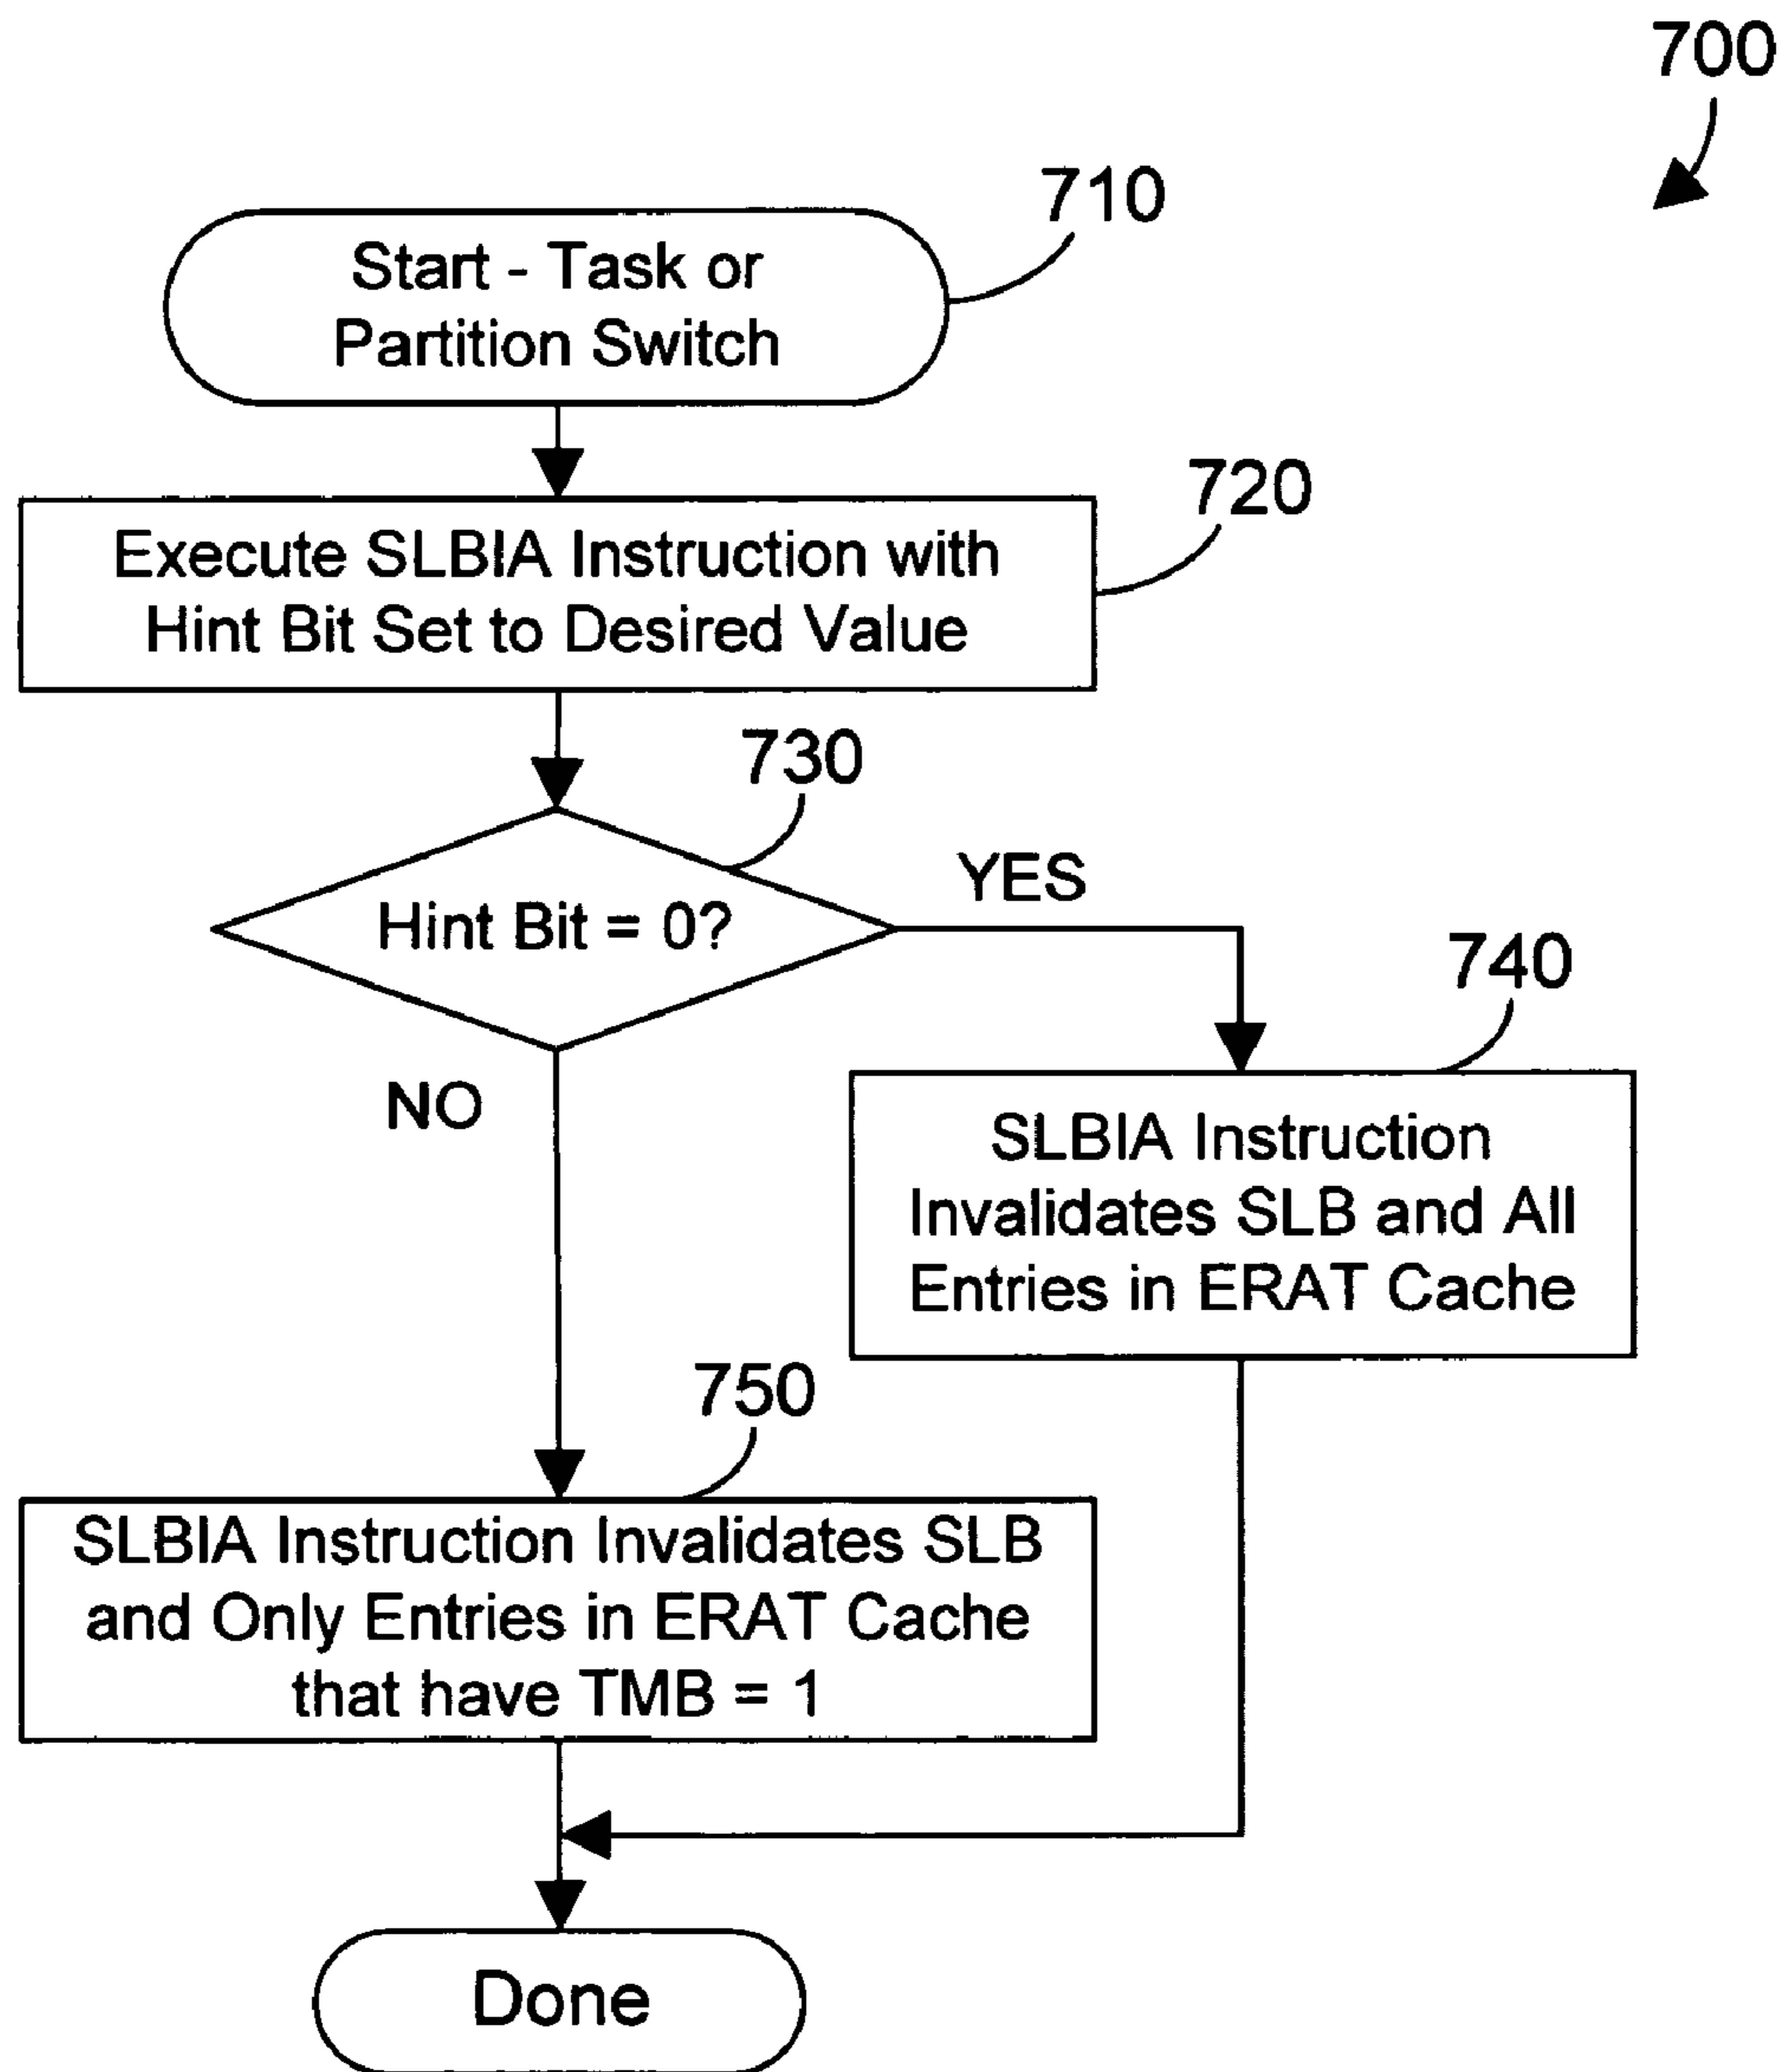 700
710
Start - Task or
Partition Switch
720
Execute SLBIA Instruction with
Hint Bit Set to Desired Value
730
Hint Bit = 0?
YES
NO
740
SLBIA Instruction
Invalidates SLB and All
Entries in ERAT Cache
750
SLBIA Instruction Invalidates SLB
and Only Entries in ERAT Cache
that have TMB = 1
Done